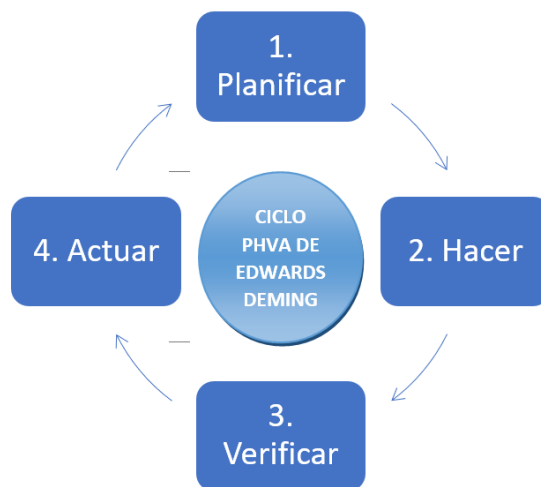 1.
Planificar
2. Hacer
3.
Verificar
4. Actuar
CICLO
PHVA DE
EDWARDS
DEMING